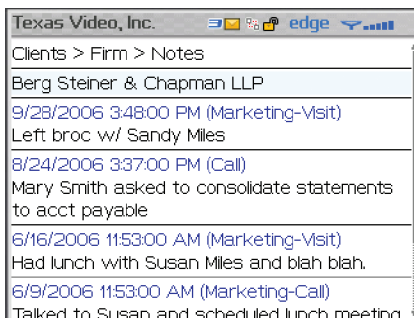 Texas Video, Inc. edge
Clients > Firm > Notes
Berg Steiner & Chapman LLP
9/28/2006 3:48:00 PM (Marketing-Visit)
Left broc w/ Sandy Miles
8/24/2006 3:37:00 PM (Call)
Mary Smith asked to consolidate statements
to acct payable
6/16/2006 11:53:00 AM (Marketing-Visit)
Had lunch with Susan Miles and blah blah.
6/9/2006 11:53:00 AM (Marketing-Call)
Talked to Susan and scheduled lunch meeting